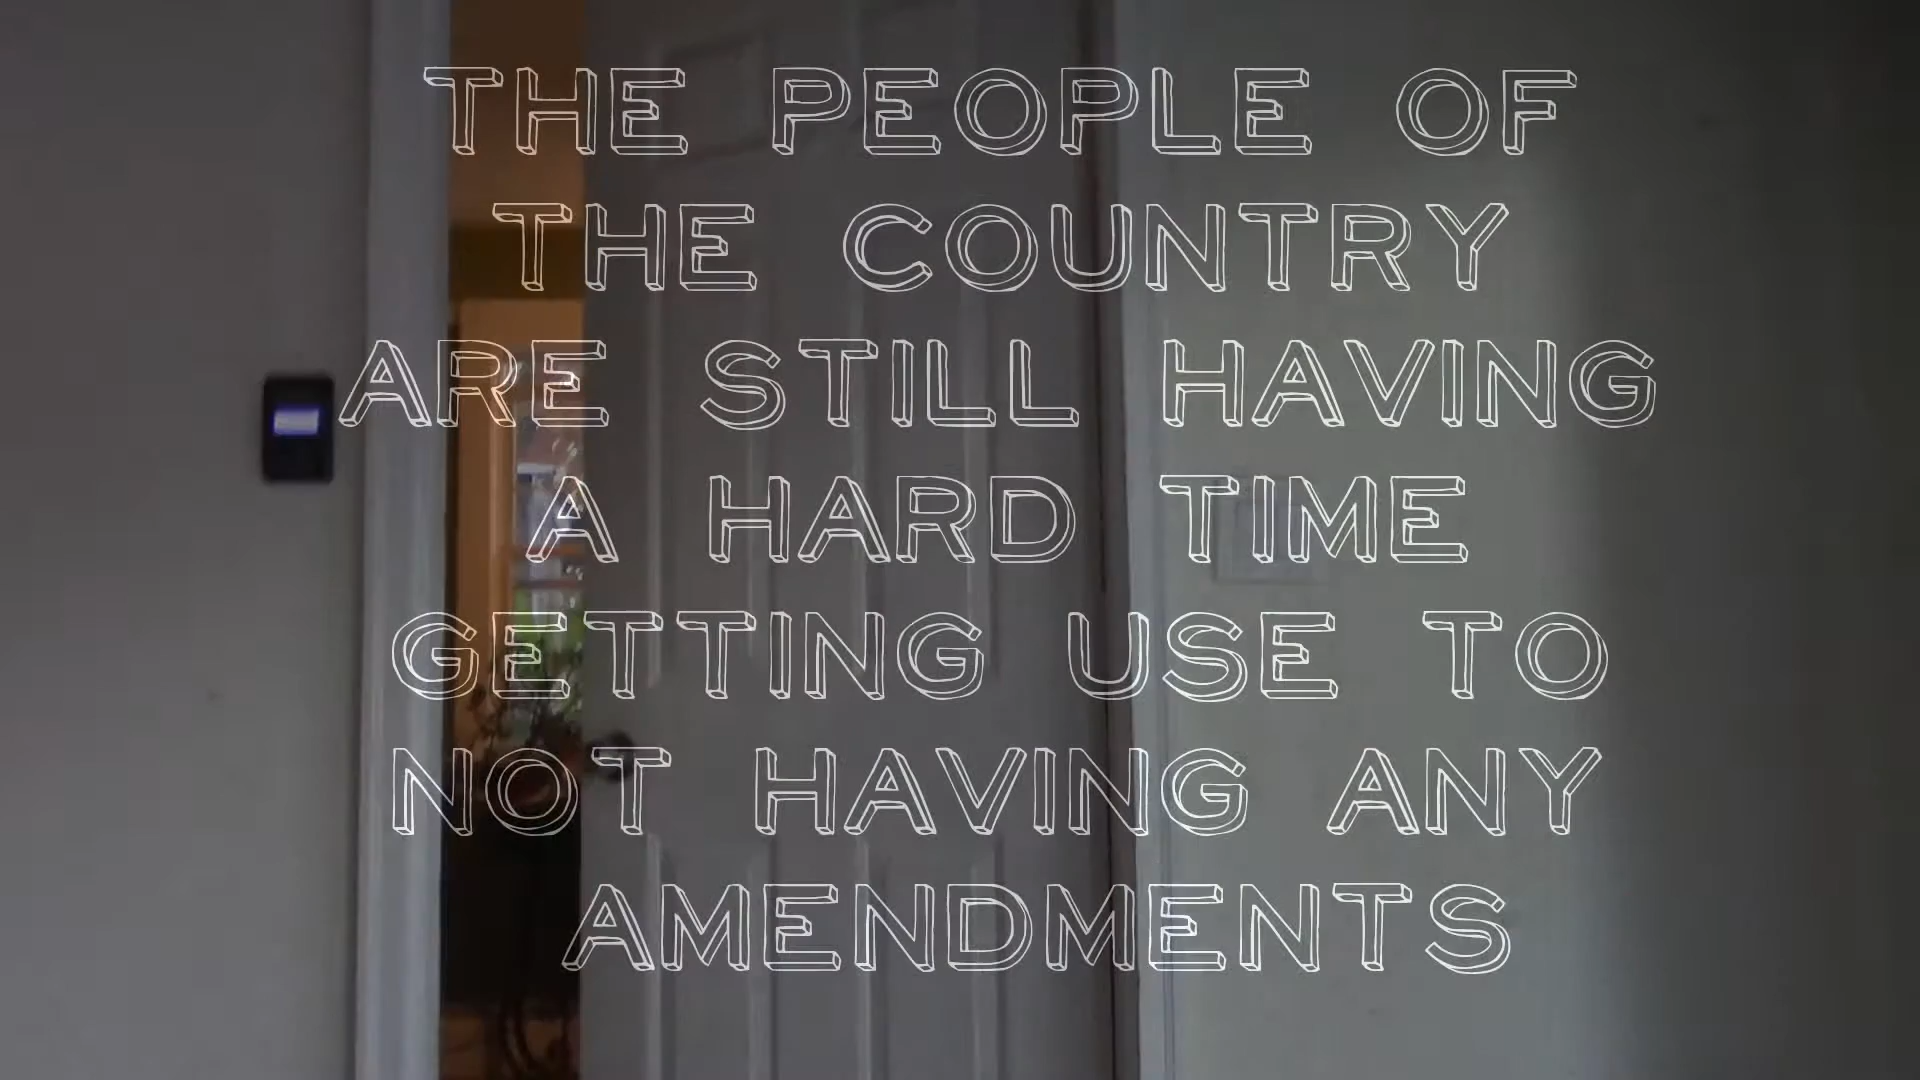 THE PEOPLE OF
THE COUNTRY
ARE STILL HAVING
A HARD TIME
GETTING USE TO
NOT HAVING ANY
AMENDMENTS